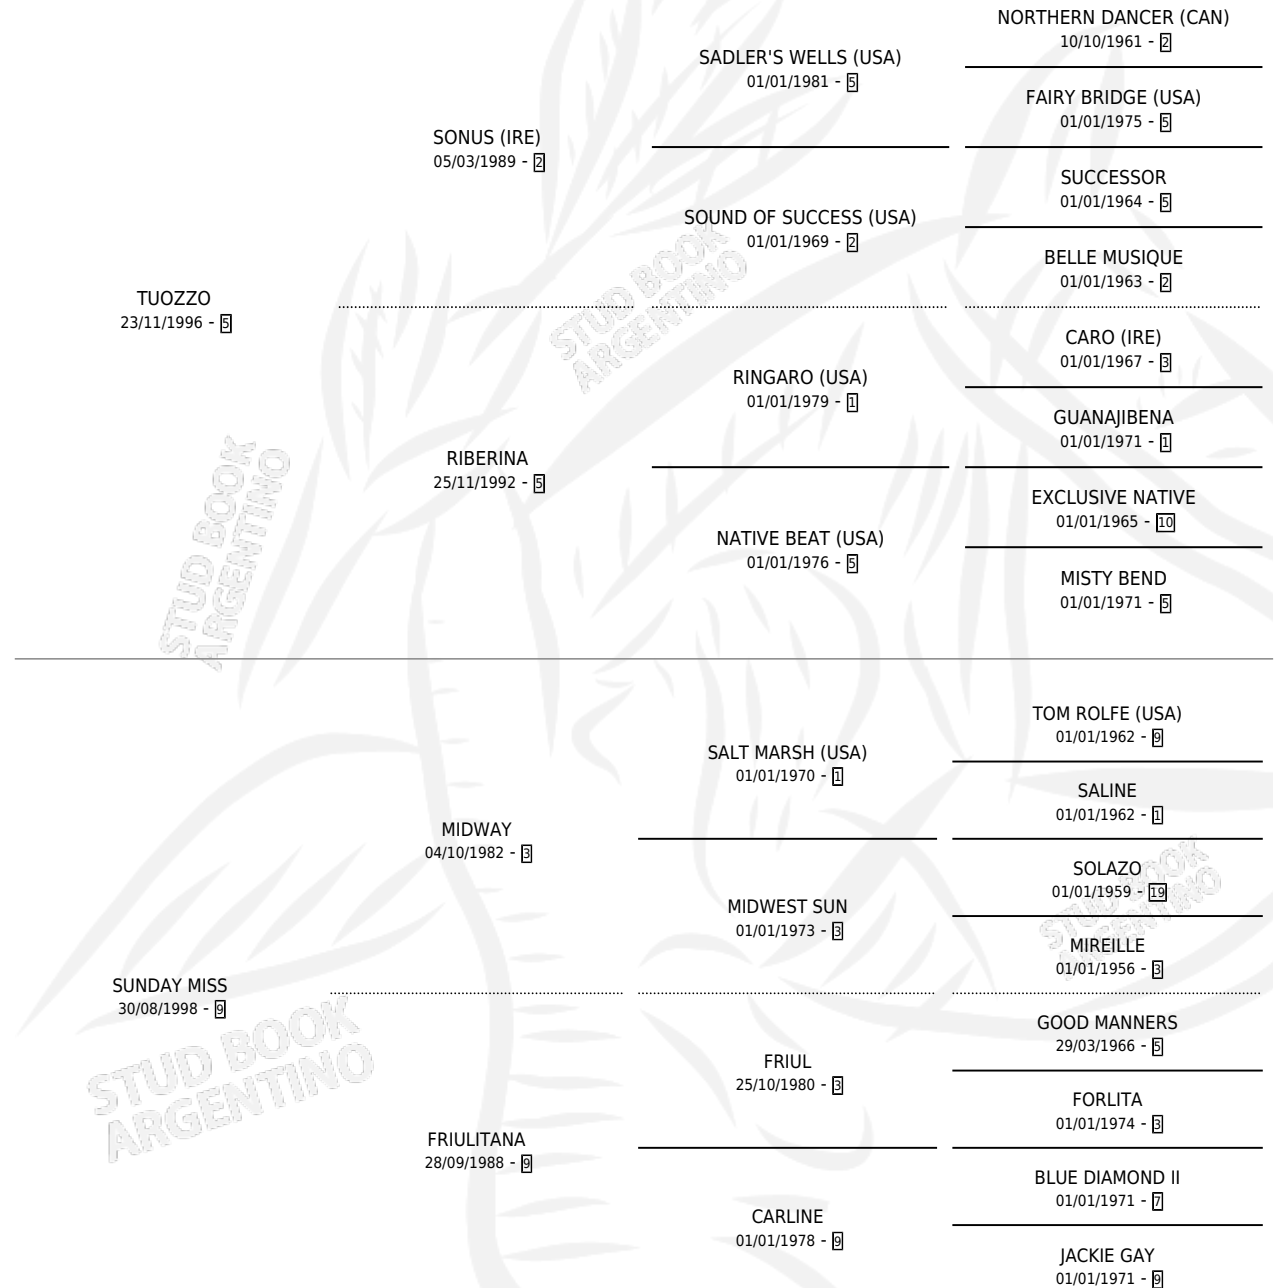 NORTHERN DANCER (CAN)
10/10/1961 - 2
SADLER'S WELLS (USA)
01/01/1981 - 5
FAIRY BRIDGE (USA)
01/01/1975 - 5
SONUS (IRE)
05/03/1989 - 2
SUCCESSOR
01/01/1964 - 5
SOUND OF SUCCESS (USA)
01/01/1969 - 2
BELLE MUSIQUE
01/01/1963 - 2
TUOZZO
23/11/1996 - 5
STUD BOOK
ARGENTINO
CARO (IRE)
01/01/1967 - 3
RINGARO (USA)
01/01/1979 - 1
GUANAJIBENA
01/01/1971 - 1
RIBERINA
25/11/1992 - 5
EXCLUSIVE NATIVE
01/01/1965 - 10
NATIVE BEAT (USA)
01/01/1976 - 5
MISTY BEND
01/01/1971 - 5
STUD BOOK
ARGENTINO
TOM ROLFE (USA)
01/01/1962 - 9
SALT MARSH (USA)
01/01/1970 - 1
SALINE
01/01/1962 - 1
MIDWAY
04/10/1982 - 3
SOLAZO
01/01/1959 - 19
MIDWEST SUN
01/01/1973 - 3
MIREILLE
01/01/1956 - 3
STUD BOOK
ARGENTINO
SUNDAY MISS
30/08/1998 - 9
GOOD MANNERS
29/03/1966 - 5
FRIUL
25/10/1980 - 3
FORLITA
01/01/1974 - 3
STUD BOOK
ARGENTINO
FRIULITANA
28/09/1988 - 9
BLUE DIAMOND II
01/01/1971 - 7
CARLINE
01/01/1978 - 9
JACKIE GAY
01/01/1971 - 9